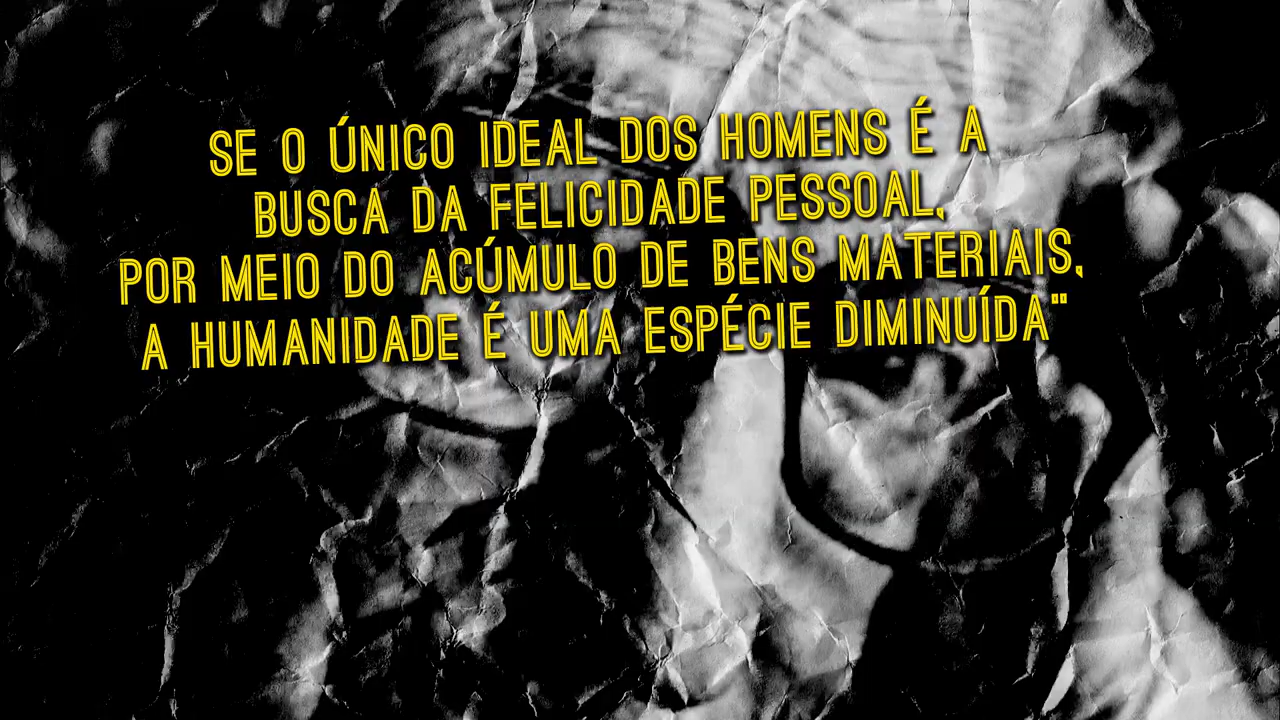 SE O ÚNICO IDEAL DOS HOMENS É A
BUSCA DA FELICIDADE PESSOAL,
POR MEIO DO ACÚMULO DE BENS MATERIAIS,
A HUMANIDADE É UMA ESPÉCIE DIMINUÍDA"